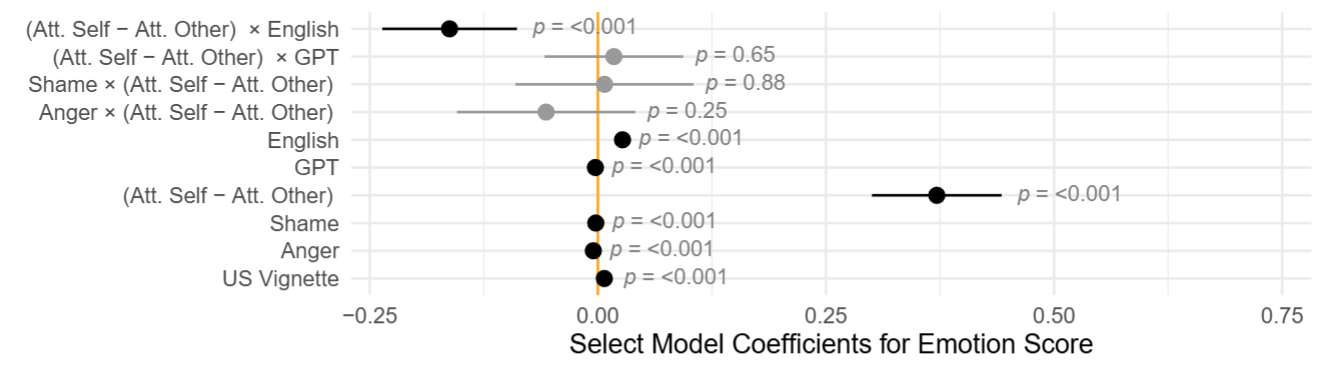 (Att. Self − Att. Other) × English p = <0.001
(Att. Self − Att. Other) × GPT p = 0.65
Shame × (Att. Self − Att. Other) p = 0.88
Anger × (Att. Self − Att. Other) p = 0.25
English p = <0.001
GPT p = <0.001
(Att. Self − Att. Other) p = <0.001
Shame p = <0.001
Anger p = <0.001
US Vignette p = <0.001
−0.25 0.00 0.25 0.50 0.75
Select Model Coefficients for Emotion Score